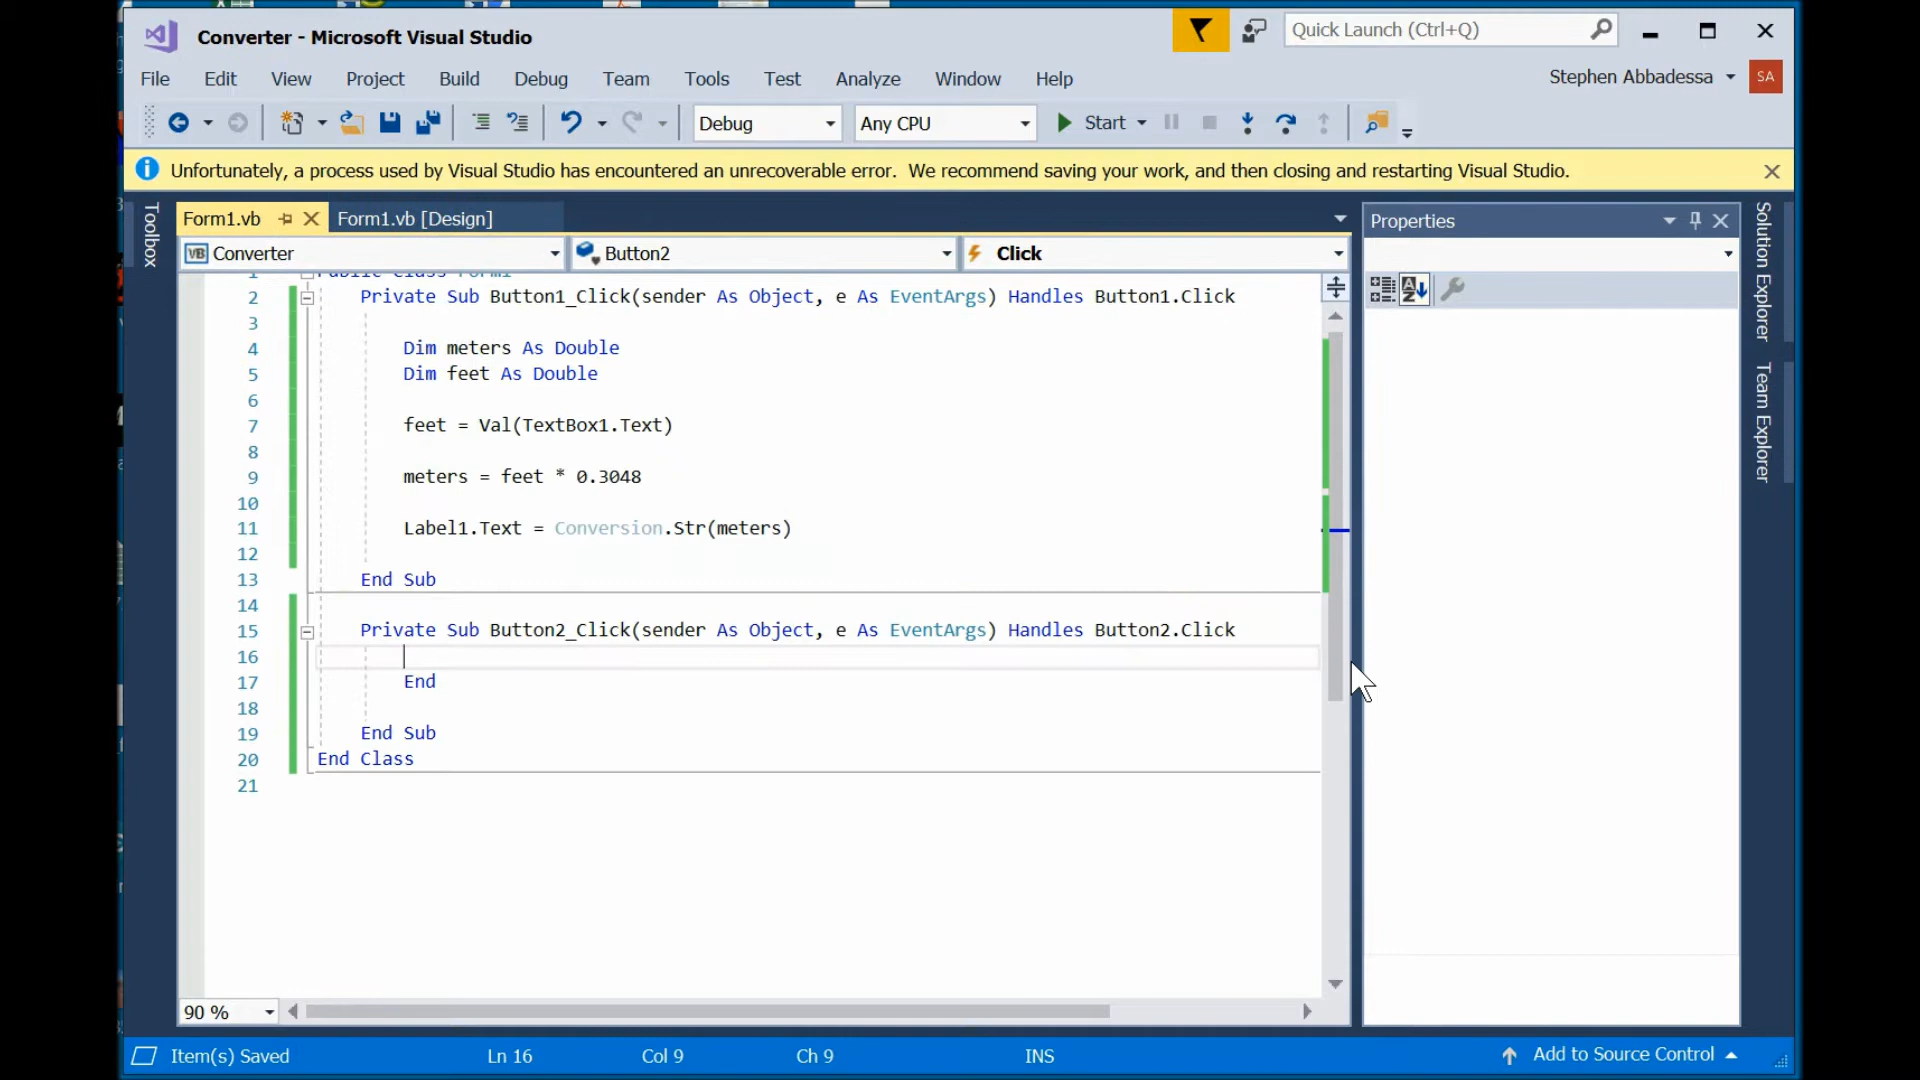 Converter - Microsoft Visual Studio
Quick Launch (Ctrl+Q)
File Edit View Project Build Debug Team Tools Test Analyze Window Help
Stephen Abbadessa
SA
Debug
Any CPU
Start
Unfortunately, a process used by Visual Studio has encountered an unrecoverable error. We recommend saving your work, and then closing and restarting Visual Studio.
Toolbox
Form1.vb
Form1.vb [Design]
Properties
Solution Explorer
Team Explorer
VB Converter
Button2
Click
1 Public Class Form1
2 Private Sub Button1_Click(sender As Object, e As EventArgs) Handles Button1.Click
3
4 Dim meters As Double
5 Dim feet As Double
6
7 feet = Val(TextBox1.Text)
8
9 meters = feet * 0.3048
10
11 Label1.Text = Conversion.Str(meters)
12
13 End Sub
14
15 Private Sub Button2_Click(sender As Object, e As EventArgs) Handles Button2.Click
16
17 End
18
19 End Sub
20 End Class
21
90 %
Item(s) Saved
Ln 16
Col 9
Ch 9
INS
Add to Source Control